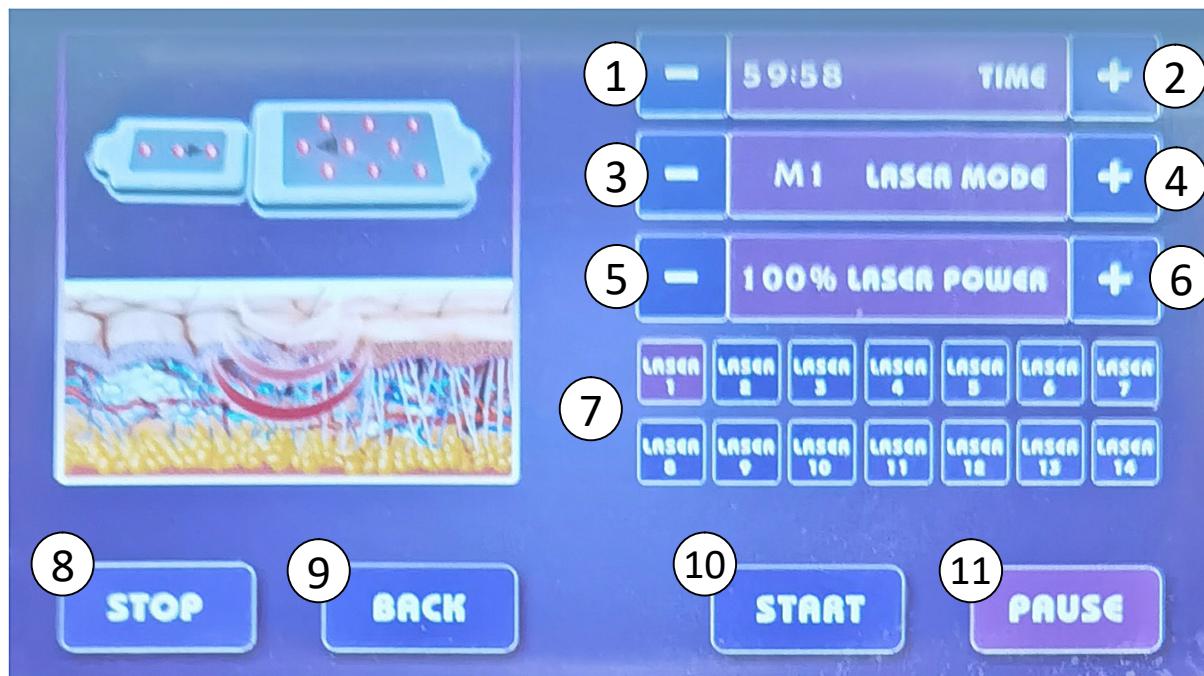 1 − 59:58 TIME + 2
3 − M1 LASER MODE + 4
5 − 100% LASER POWER + 6
7
LASER 1 LASER 2 LASER 3 LASER 4 LASER 5 LASER 6 LASER 7
LASER 8 LASER 9 LASER 10 LASER 11 LASER 12 LASER 13 LASER 14
8 STOP 9 BACK 10 START 11 PAUSE